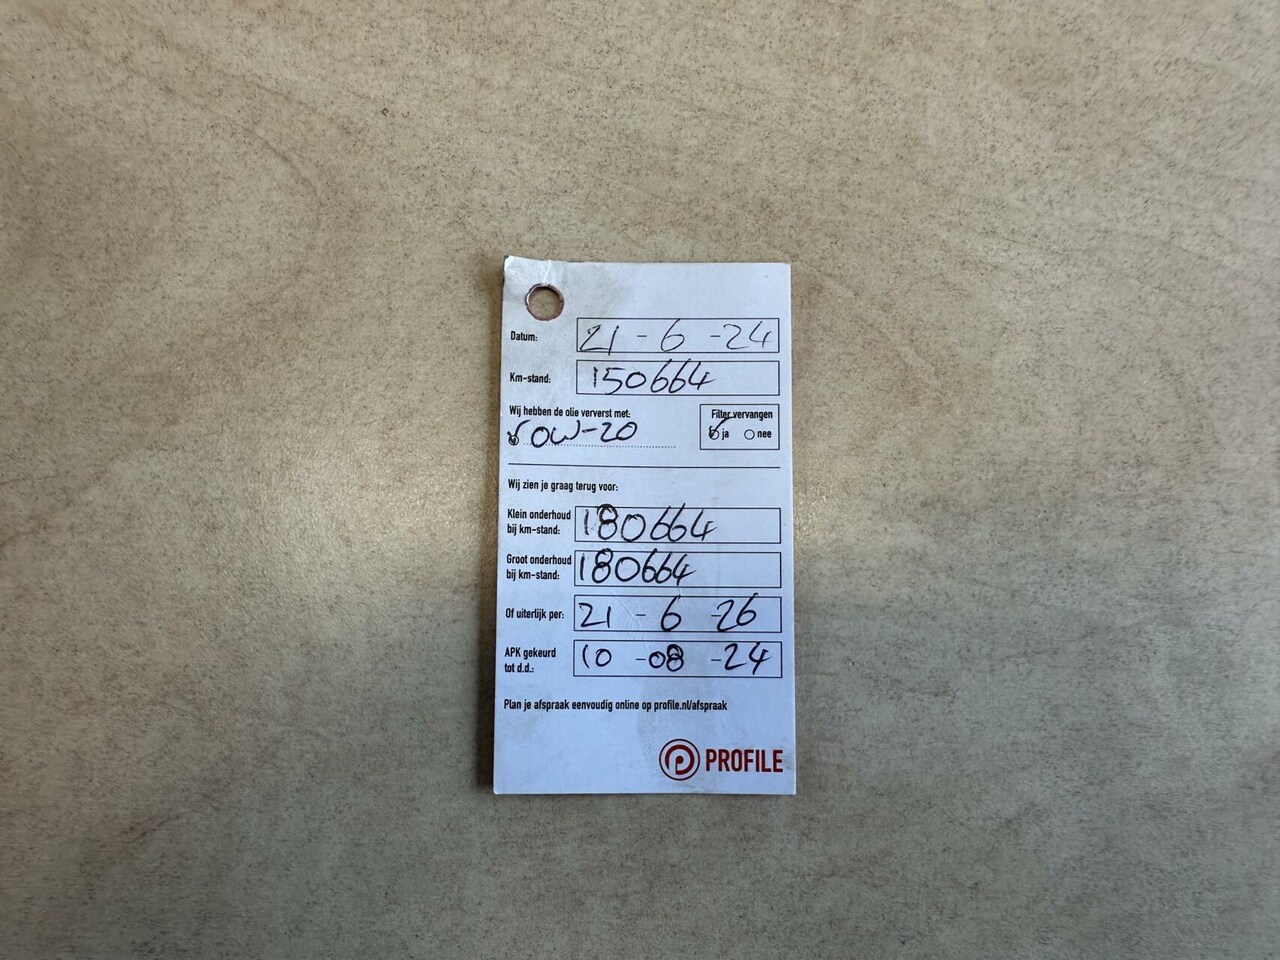 Datum: 21 - 6 - 24
Km-stand: 150664
Wij hebben de olie ververst met:
0W-20
Filter vervangen
ja nee
Wij zien je graag terug voor:
Klein onderhoud
bij km-stand: 180664
Groot onderhoud
bij km-stand: 180664
Of uiterlijk per: 21 - 6 - 26
APK gekeurd
tot d.d.: 10 - 08 - 24
Plan je afspraak eenvoudig online op profile.nl/afspraak
PROFILE